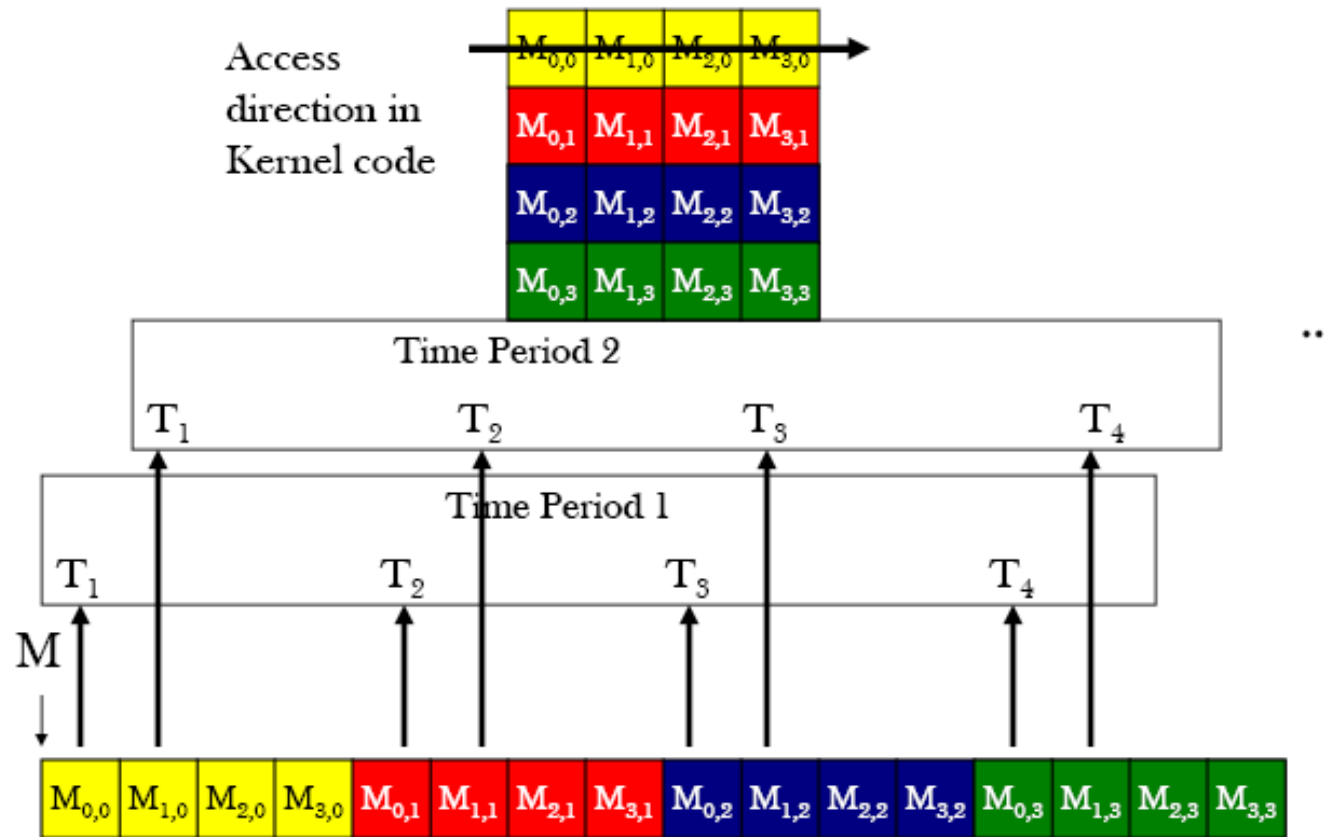 Access
direction in
Kernel code
M0,0 M1,0 M2,0 M3,0
M0,1 M1,1 M2,1 M3,1
M0,2 M1,2 M2,2 M3,2
M0,3 M1,3 M2,3 M3,3
..
Time Period 2
T1 T2 T3 T4
Time Period 1
T1 T2 T3 T4
M
M0,0 M1,0 M2,0 M3,0 M0,1 M1,1 M2,1 M3,1 M0,2 M1,2 M2,2 M3,2 M0,3 M1,3 M2,3 M3,3